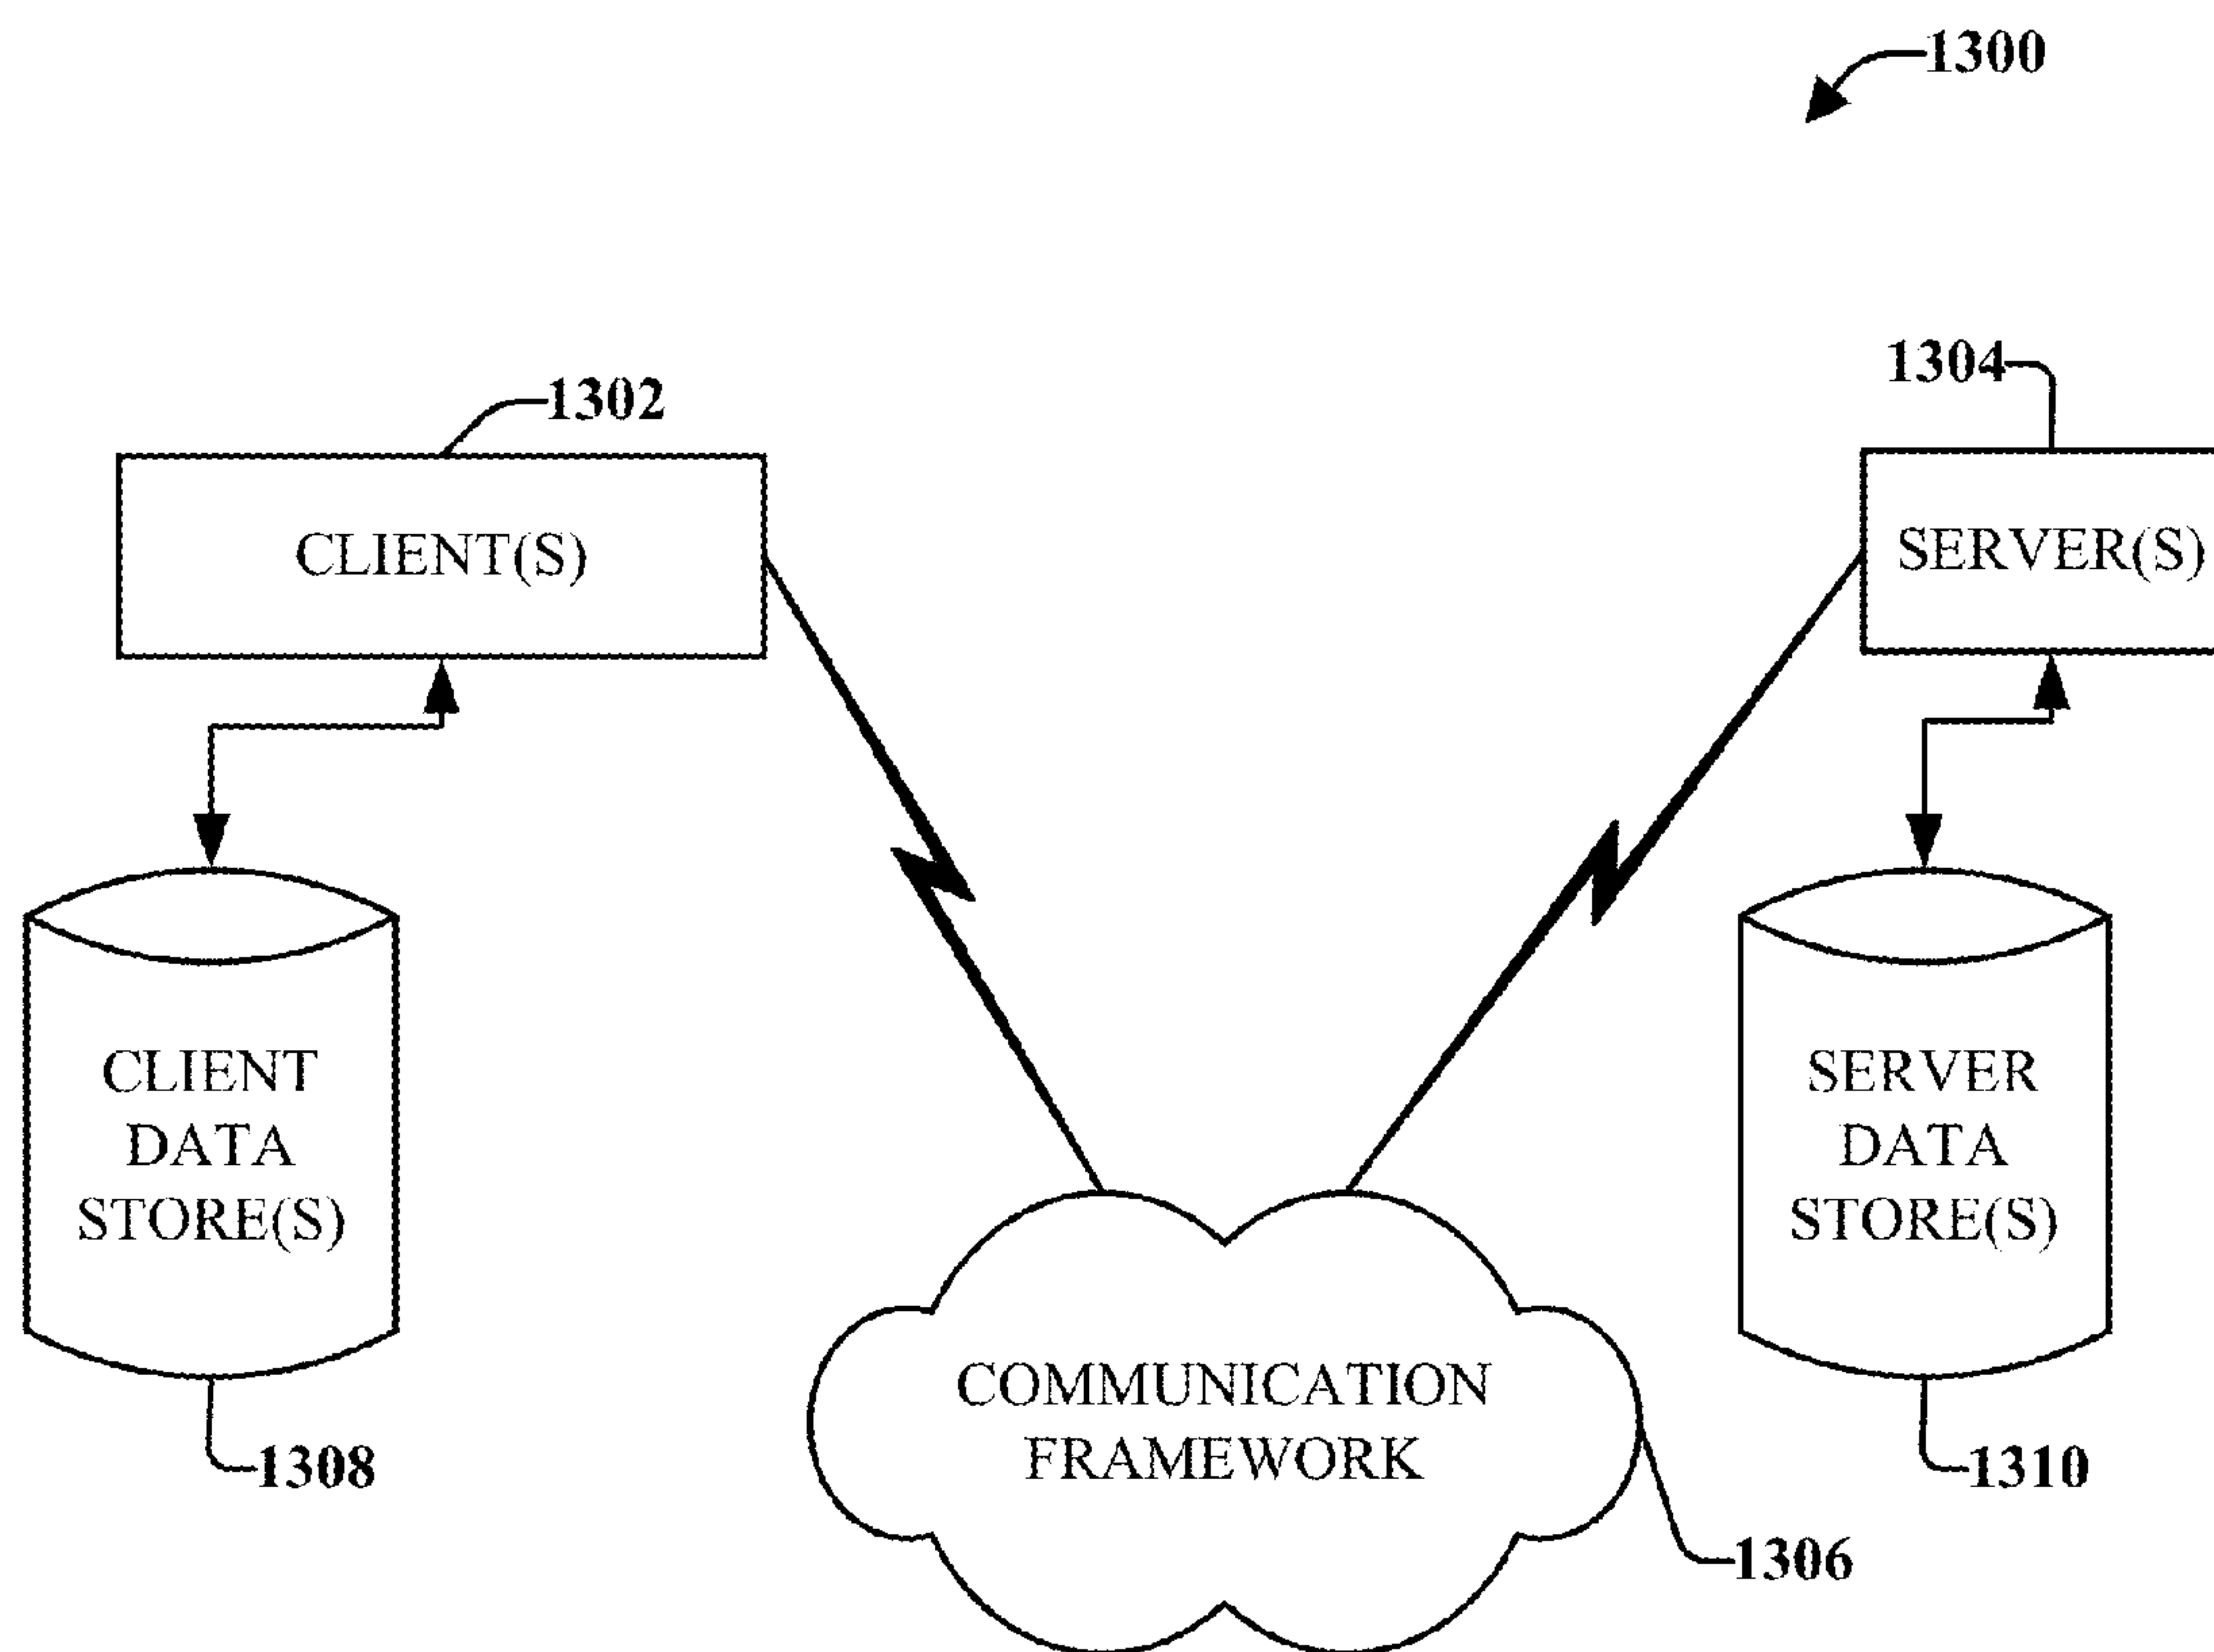 1300
1304
1302
CLIENT(S)
SERVER(S)
CLIENT
DATA
STORE(S)
SERVER
DATA
STORE(S)
COMMUNICATION
FRAMEWORK
1308
1310
1306